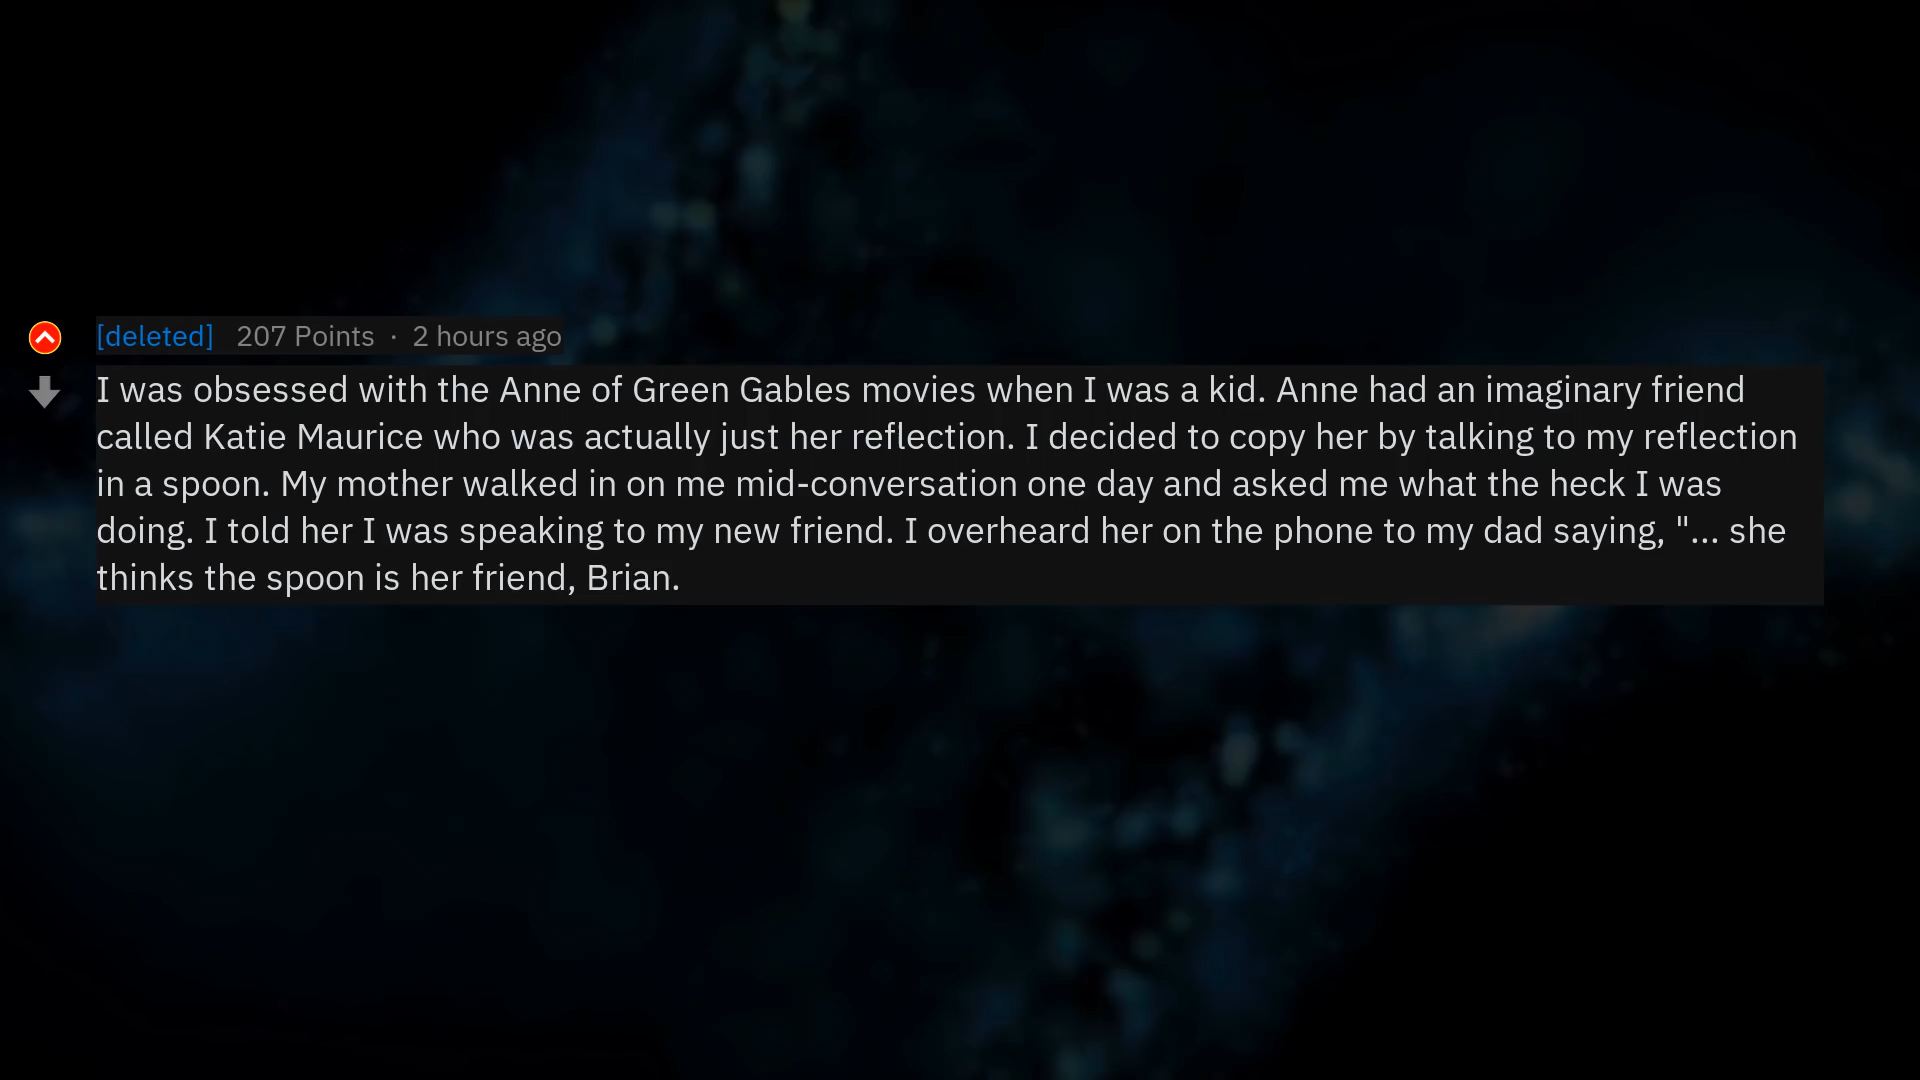 [deleted] 207 Points · 2 hours ago
I was obsessed with the Anne of Green Gables movies when I was a kid. Anne had an imaginary friend
called Katie Maurice who was actually just her reflection. I decided to copy her by talking to my reflection
in a spoon. My mother walked in on me mid-conversation one day and asked me what the heck I was
doing. I told her I was speaking to my new friend. I overheard her on the phone to my dad saying, "... she
thinks the spoon is her friend, Brian.